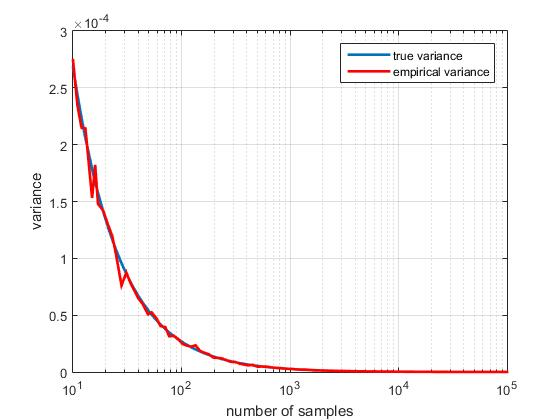 ×10⁻⁴
3
2.5
2
1.5
1
0.5
0
variance
true variance
empirical variance
10¹ 10² 10³ 10⁴ 10⁵
number of samples